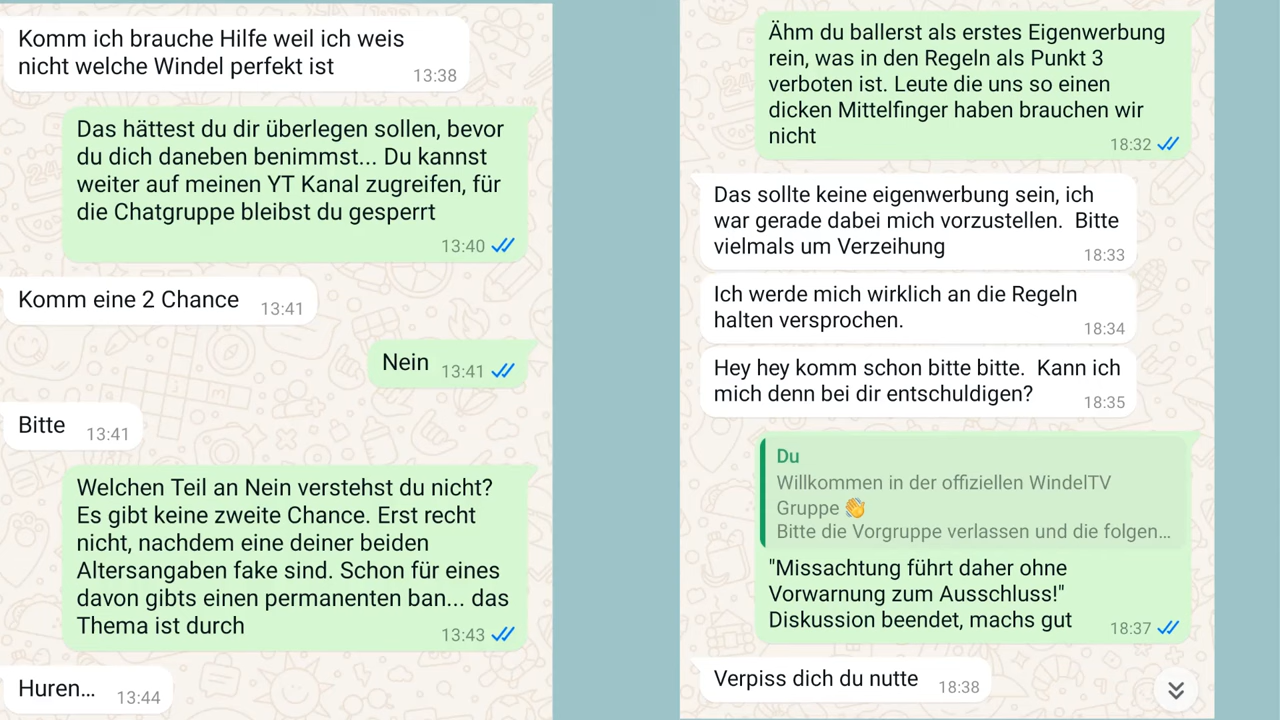 Komm ich brauche Hilfe weil ich weis
nicht welche Windel perfekt ist
13:38
Das hättest du dir überlegen sollen, bevor
du dich daneben benimmst... Du kannst
weiter auf meinen YT Kanal zugreifen, für
die Chatgruppe bleibst du gesperrt
13:40
Komm eine 2 Chance
13:41
Nein
13:41
Bitte
13:41
Welchen Teil an Nein verstehst du nicht?
Es gibt keine zweite Chance. Erst recht
nicht, nachdem eine deiner beiden
Altersangaben fake sind. Schon für eines
davon gibts einen permanenten ban... das
Thema ist durch
13:43
Huren...
13:44
Ähm du ballerst als erstes Eigenwerbung
rein, was in den Regeln als Punkt 3
verboten ist. Leute die uns so einen
dicken Mittelfinger haben brauchen wir
nicht
18:32
Das sollte keine eigenwerbung sein, ich
war gerade dabei mich vorzustellen.  Bitte
vielmals um Verzeihung
18:33
Ich werde mich wirklich an die Regeln
halten versprochen.
18:34
Hey hey komm schon bitte bitte.  Kann ich
mich denn bei dir entschuldigen?
18:35
Du
Willkommen in der offiziellen WindelTV
Gruppe 👋
Bitte die Vorgruppe verlassen und die folgen...
"Missachtung führt daher ohne
Vorwarnung zum Ausschluss!"
Diskussion beendet, machs gut
18:37
Verpiss dich du nutte
18:38